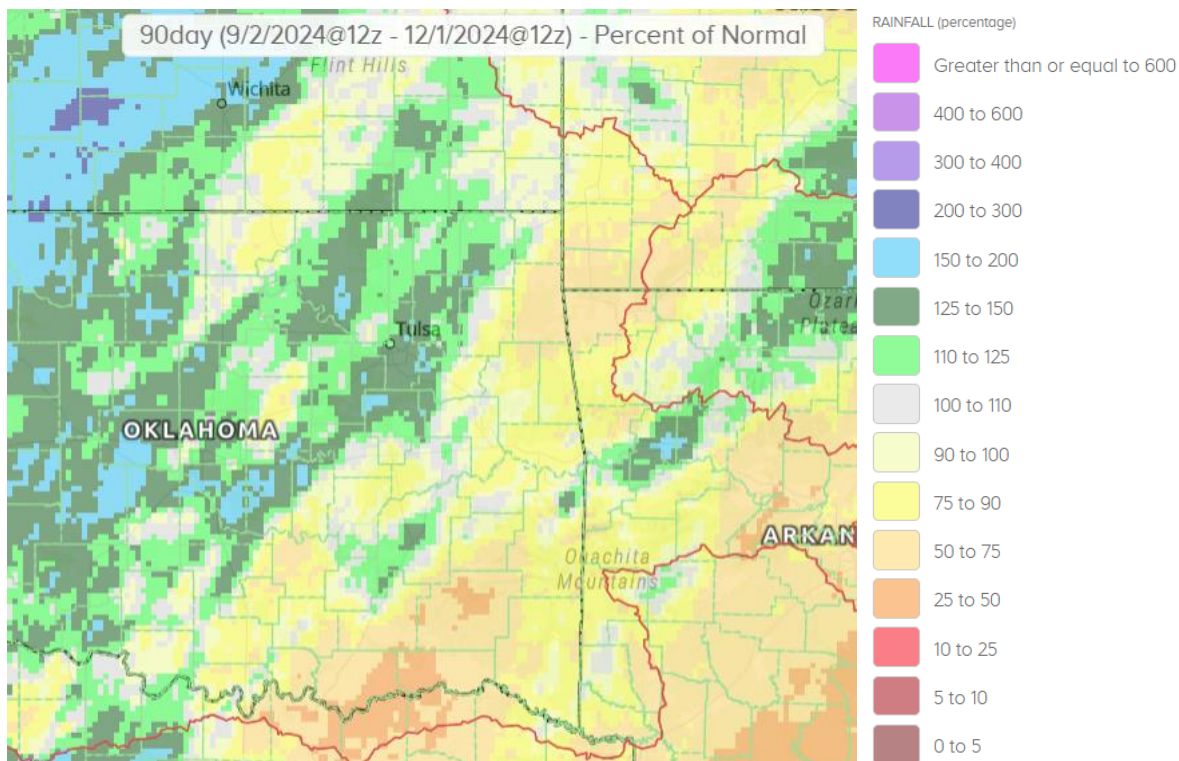 90day (9/2/2024@12z - 12/1/2024@12z) - Percent of Normal
Flint Hills
Wichita
Tulsa
Ozar
Platea
OKLAHOMA
ARKAN
Ouachita
Mountains
RAINFALL (percentage)
Greater than or equal to 600
400 to 600
300 to 400
200 to 300
150 to 200
125 to 150
110 to 125
100 to 110
90 to 100
75 to 90
50 to 75
25 to 50
10 to 25
5 to 10
0 to 5